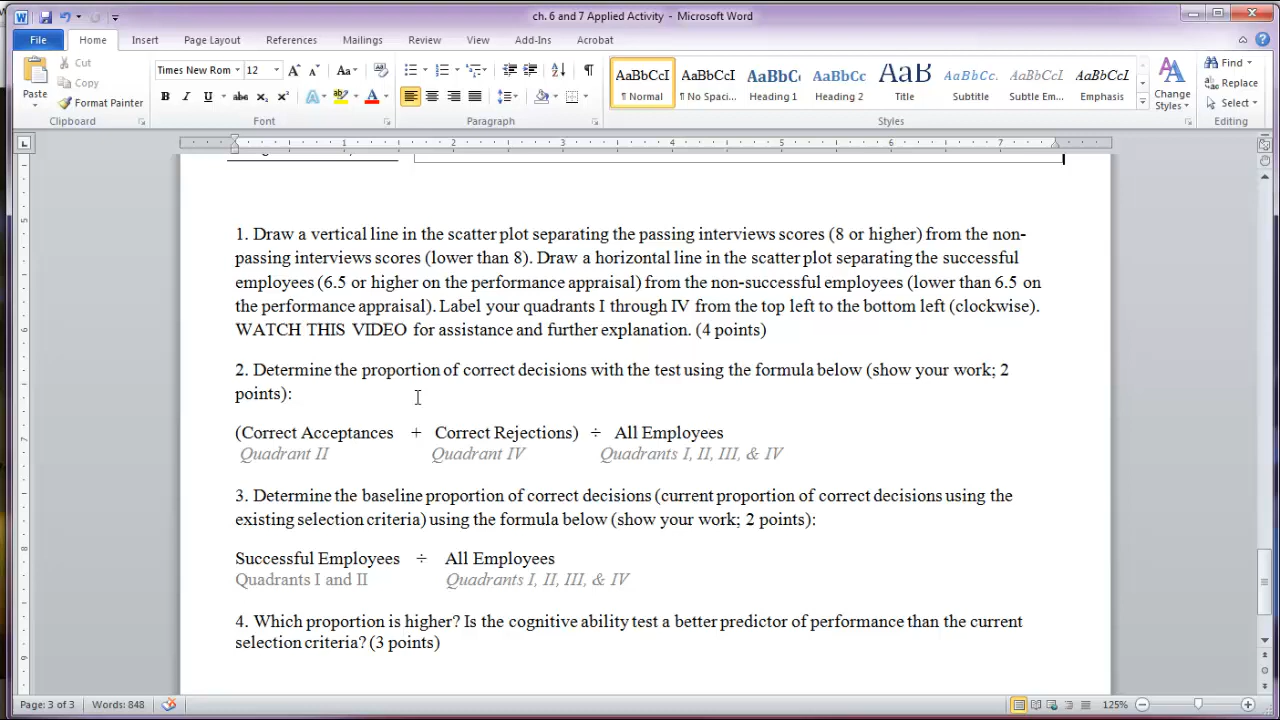 ch. 6 and 7 Applied Activity - Microsoft Word
File Home Insert Page Layout References Mailings Review View Add-Ins Acrobat
Paste
Cut
Copy
Format Painter
Clipboard
Times New Rom 12
B I U abc x₂ x²
Font
Paragraph
AaBbCcI AaBbCcI AaBbC AaBbCc AaB AaBbCc. AaBbCcI AaBbCcI
¶ Normal ¶ No Spaci... Heading 1 Heading 2 Title Subtitle Subtle Em... Emphasis
Styles
Change Styles
Find
Replace
Select
Editing
1 2 3 4 5 6 7
1. Draw a vertical line in the scatter plot separating the passing interviews scores (8 or higher) from the non-
passing interviews scores (lower than 8). Draw a horizontal line in the scatter plot separating the successful
employees (6.5 or higher on the performance appraisal) from the non-successful employees (lower than 6.5 on
the performance appraisal). Label your quadrants I through IV from the top left to the bottom left (clockwise).
WATCH THIS VIDEO for assistance and further explanation. (4 points)
2. Determine the proportion of correct decisions with the test using the formula below (show your work; 2
points):
(Correct Acceptances + Correct Rejections) ÷ All Employees
Quadrant II Quadrant IV Quadrants I, II, III, & IV
3. Determine the baseline proportion of correct decisions (current proportion of correct decisions using the
existing selection criteria) using the formula below (show your work; 2 points):
Successful Employees ÷ All Employees
Quadrants I and II Quadrants I, II, III, & IV
4. Which proportion is higher? Is the cognitive ability test a better predictor of performance than the current
selection criteria? (3 points)
Page: 3 of 3 Words: 848 125%